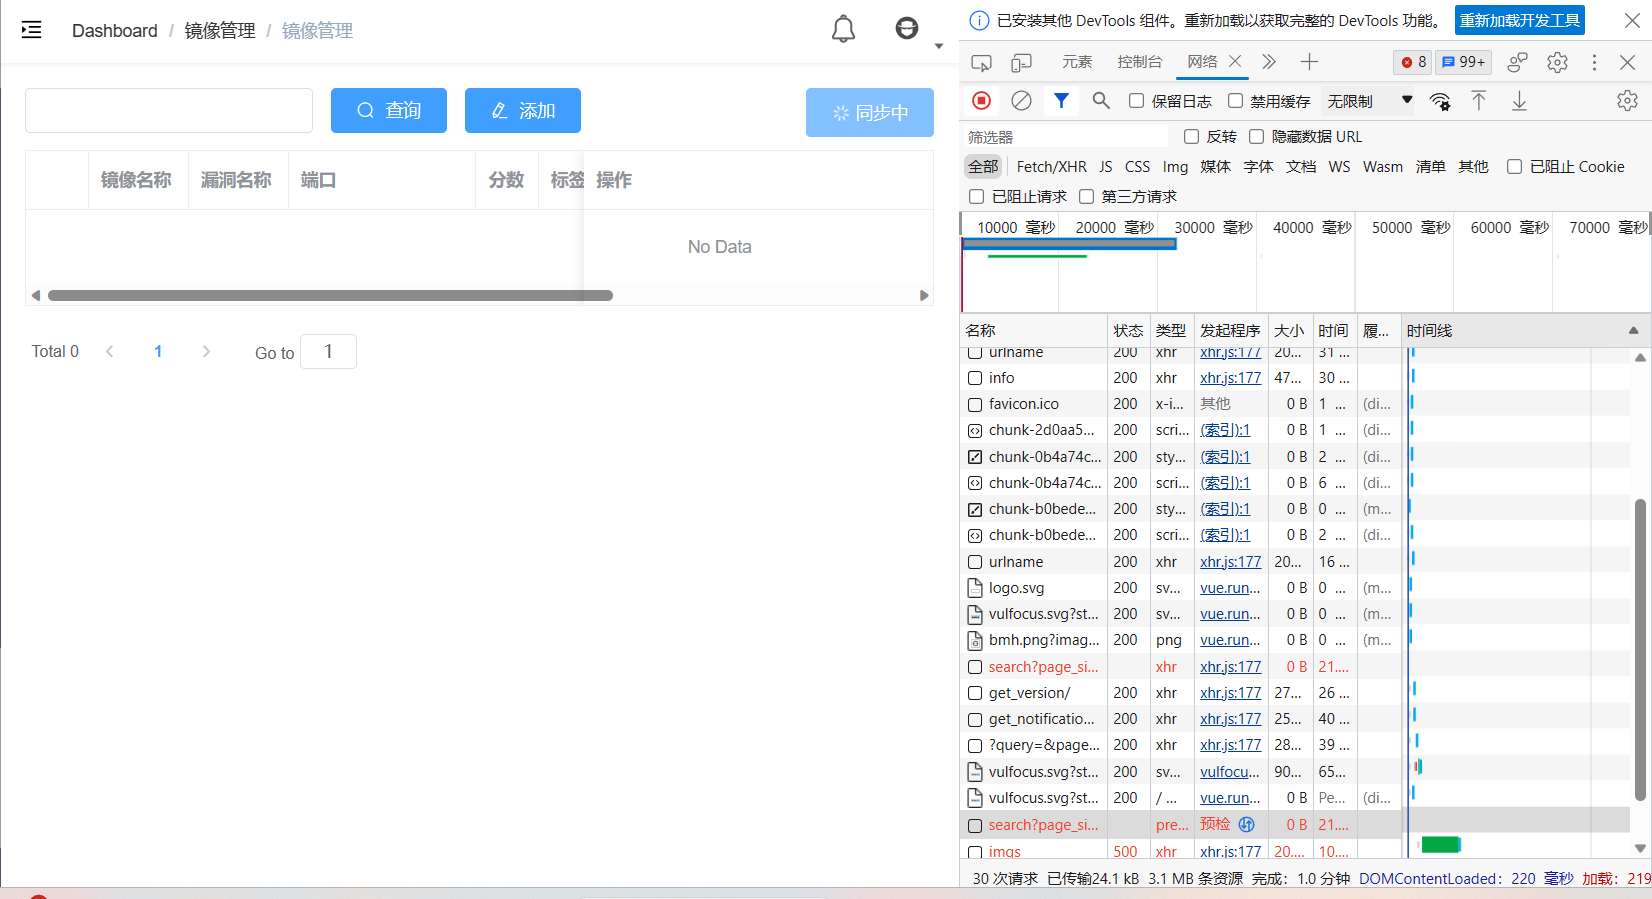 Dashboard / 镜像管理 / 镜像管理
查询
添加
同步中
镜像名称 漏洞名称 端口 分数 标签 操作
No Data
Total 0 1 Go to 1
已安装其他 DevTools 组件。重新加载以获取完整的 DevTools 功能。 重新加载开发工具
元素 控制台 网络 8 99+
保留日志 禁用缓存 无限制
筛选器 反转 隐藏数据 URL
全部 Fetch/XHR JS CSS Img 媒体 字体 文档 WS Wasm 清单 其他 已阻止 Cookie
已阻止请求 第三方请求
10000 毫秒 20000 毫秒 30000 毫秒 40000 毫秒 50000 毫秒 60000 毫秒 70000 毫秒
名称 状态 类型 发起程序 大小 时间 履... 时间线
urlname 200 xhr xhr.js:177 20... 31 ...
info 200 xhr xhr.js:177 47... 30 ...
favicon.ico 200 x-i... 其他 0 B 1 ... (di...
chunk-2d0aa5... 200 scri... (索引):1 0 B 1 ... (di...
chunk-0b4a74c... 200 sty... (索引):1 0 B 2 ... (di...
chunk-0b4a74c... 200 scri... (索引):1 0 B 6 ... (di...
chunk-b0bede... 200 sty... (索引):1 0 B 0 ... (m...
chunk-b0bede... 200 scri... (索引):1 0 B 2 ... (di...
urlname 200 xhr xhr.js:177 20... 16 ...
logo.svg 200 sv... vue.run... 0 B 0 ... (m...
vulfocus.svg?st... 200 sv... vue.run... 0 B 0 ... (m...
bmh.png?imag... 200 png vue.run... 0 B 0 ... (m...
search?page_si... xhr xhr.js:177 0 B 21....
get_version/ 200 xhr xhr.js:177 27... 26 ...
get_notificatio... 200 xhr xhr.js:177 25... 40 ...
?query=&page... 200 xhr xhr.js:177 28... 39 ...
vulfocus.svg?st... 200 sv... vulfocu... 90... 65...
vulfocus.svg?st... 200 / ... vue.run... 0 B Pe... (di...
search?page_si... pre... 预检 0 B 21....
imgs 500 xhr xhr.js:177 20.... 10....
30 次请求 已传输24.1 kB 3.1 MB 条资源 完成：1.0 分钟 DOMContentLoaded：220 毫秒 加载：219